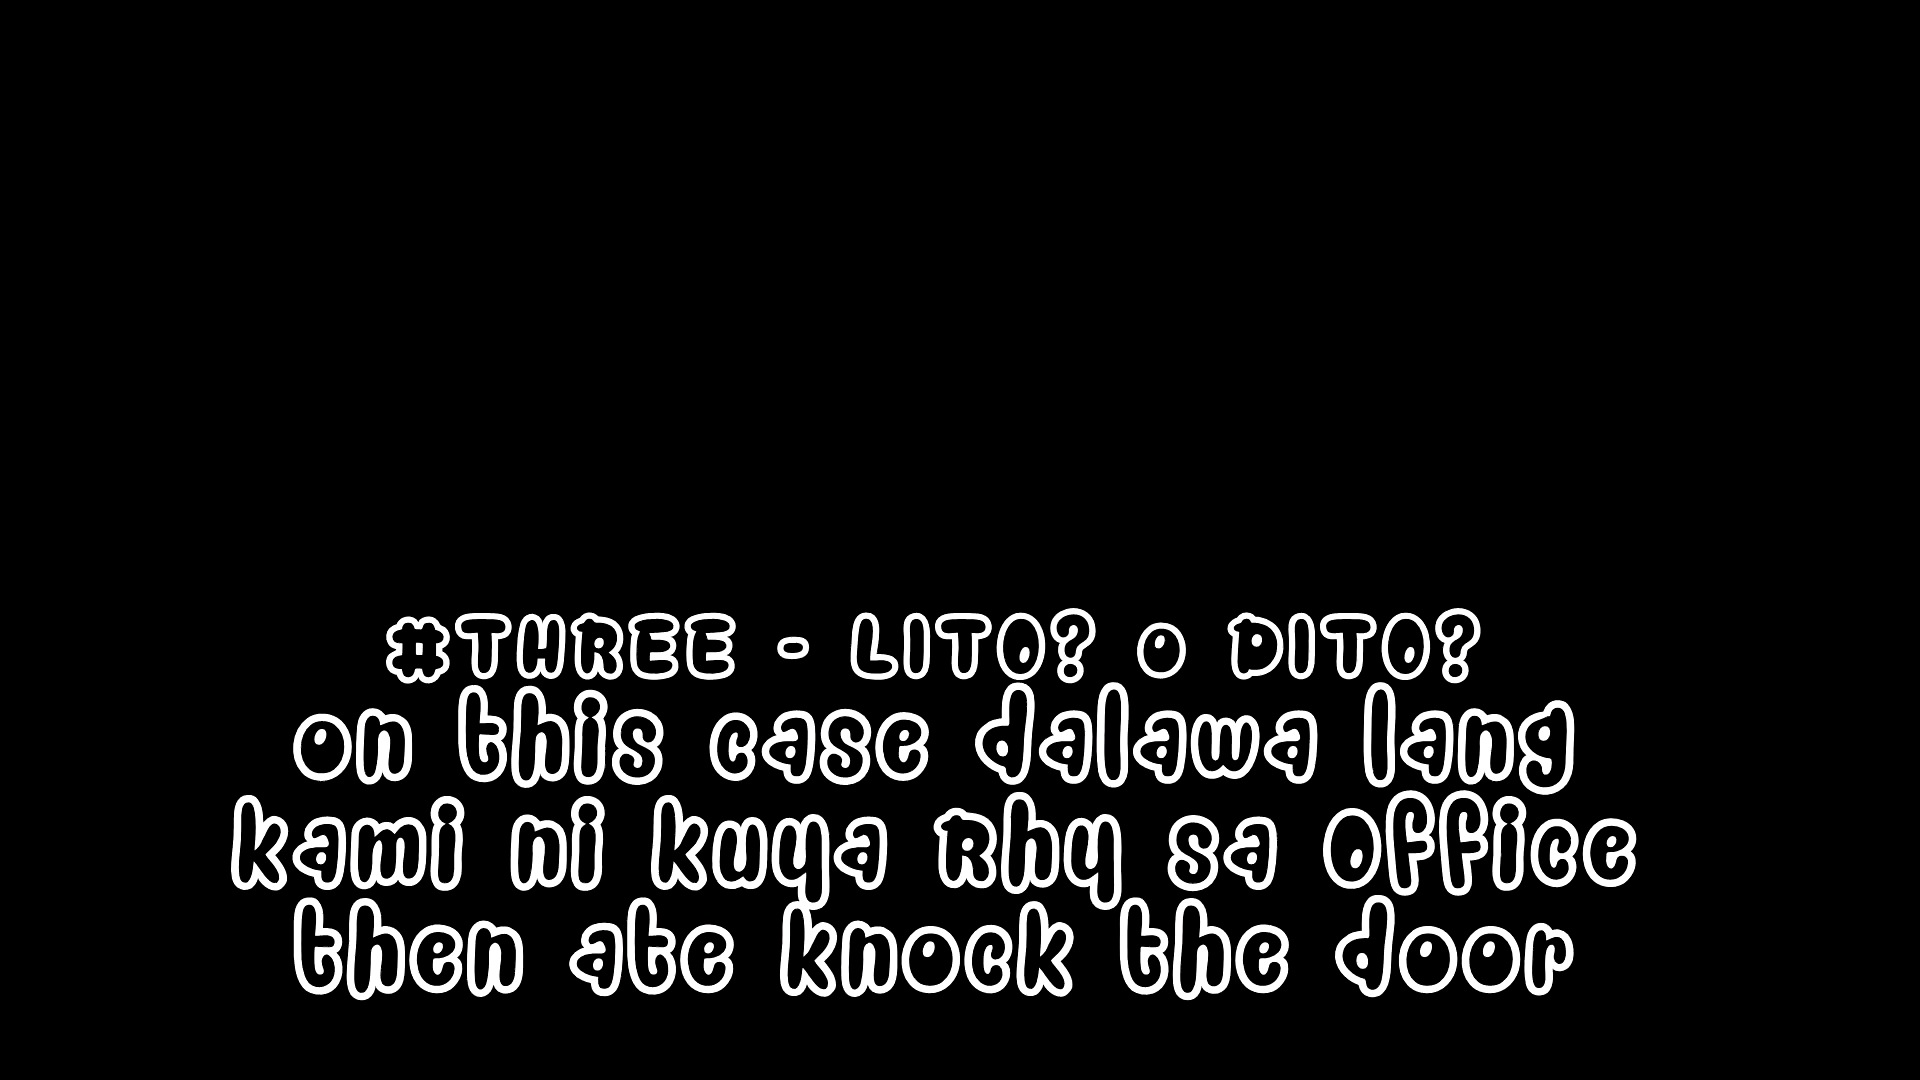 #THREE - LITO? O DITO?
on this case dalawa lang
kami ni kuya Rhy sa Office
then ate knock the door